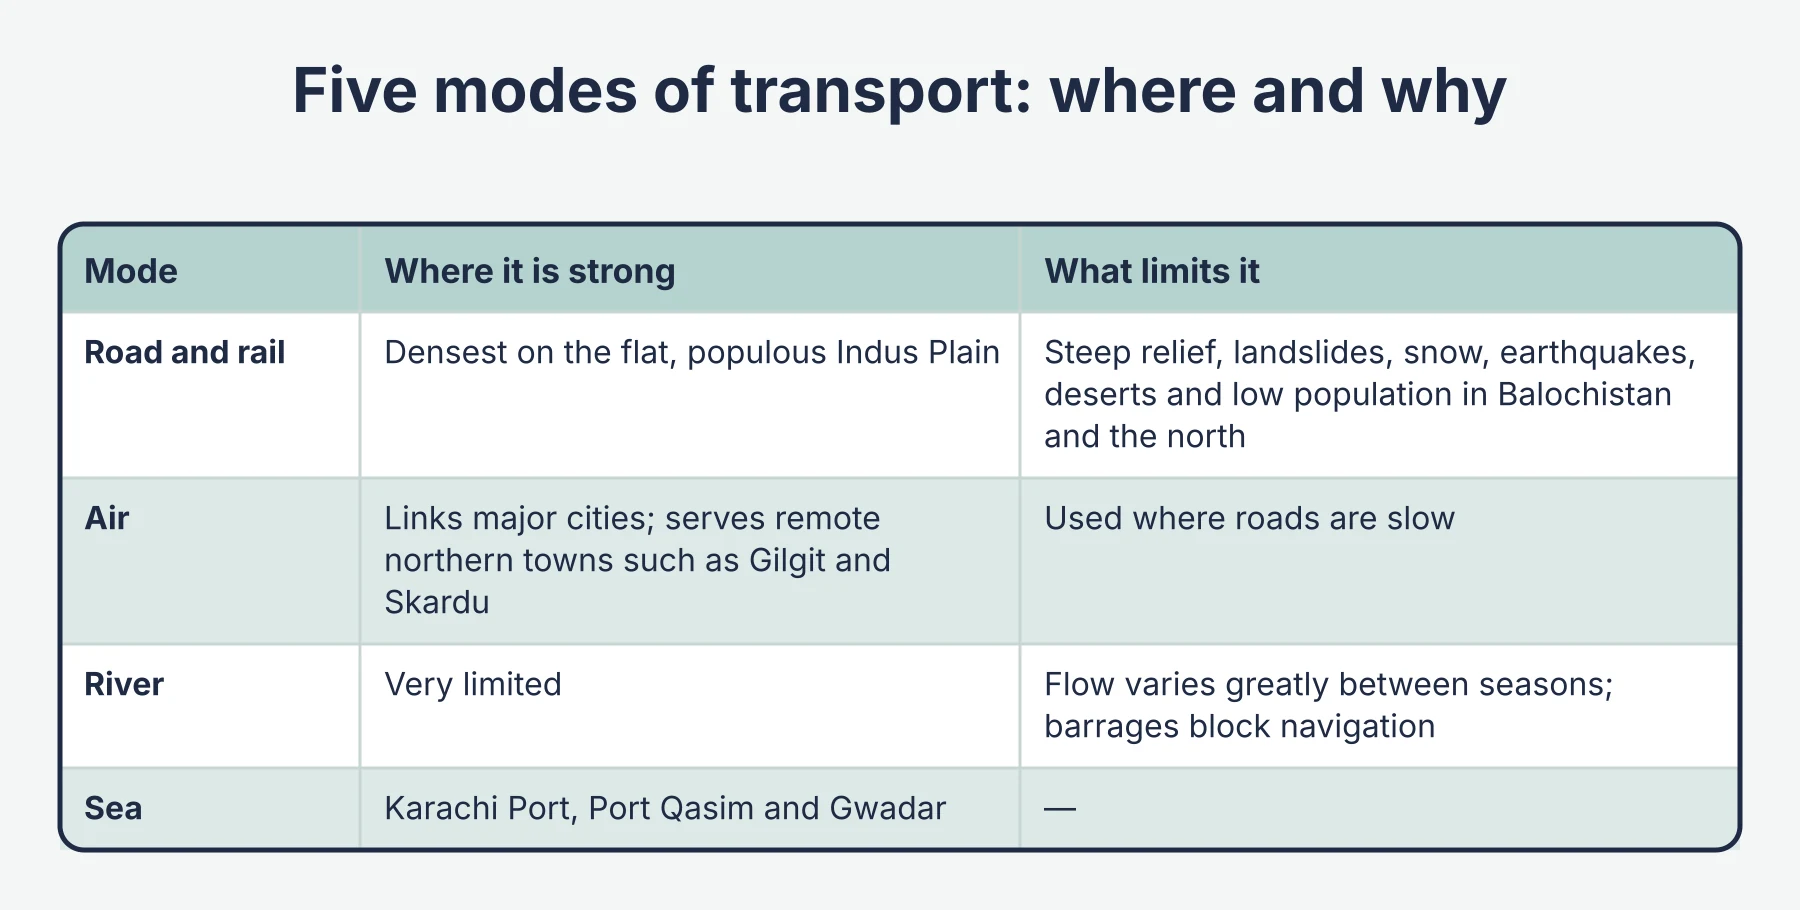 Five modes of transport: where and why
Mode
Where it is strong
What limits it
Road and rail
Densest on the flat, populous Indus Plain
Steep relief, landslides, snow, earthquakes,
deserts and low population in Balochistan
and the north
Air
Links major cities; serves remote
northern towns such as Gilgit and
Skardu
Used where roads are slow
River
Very limited
Flow varies greatly between seasons;
barrages block navigation
Sea
Karachi Port, Port Qasim and Gwadar
—